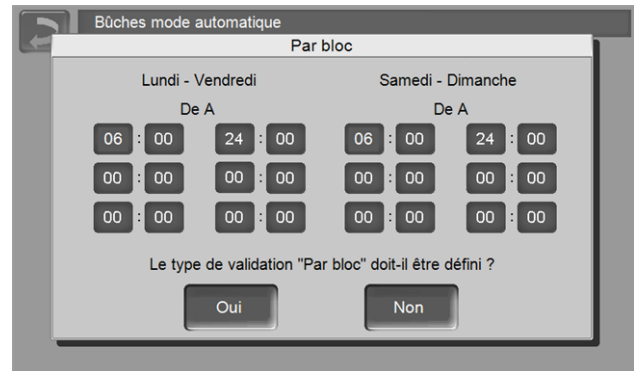 Bûches mode automatique
Par bloc
Lundi - Vendredi Samedi - Dimanche
De A De A
06 : 00 24 : 00 06 : 00 24 : 00
00 : 00 00 : 00 00 : 00 00 : 00
00 : 00 00 : 00 00 : 00 00 : 00
Le type de validation "Par bloc" doit-il être défini ?
Oui Non